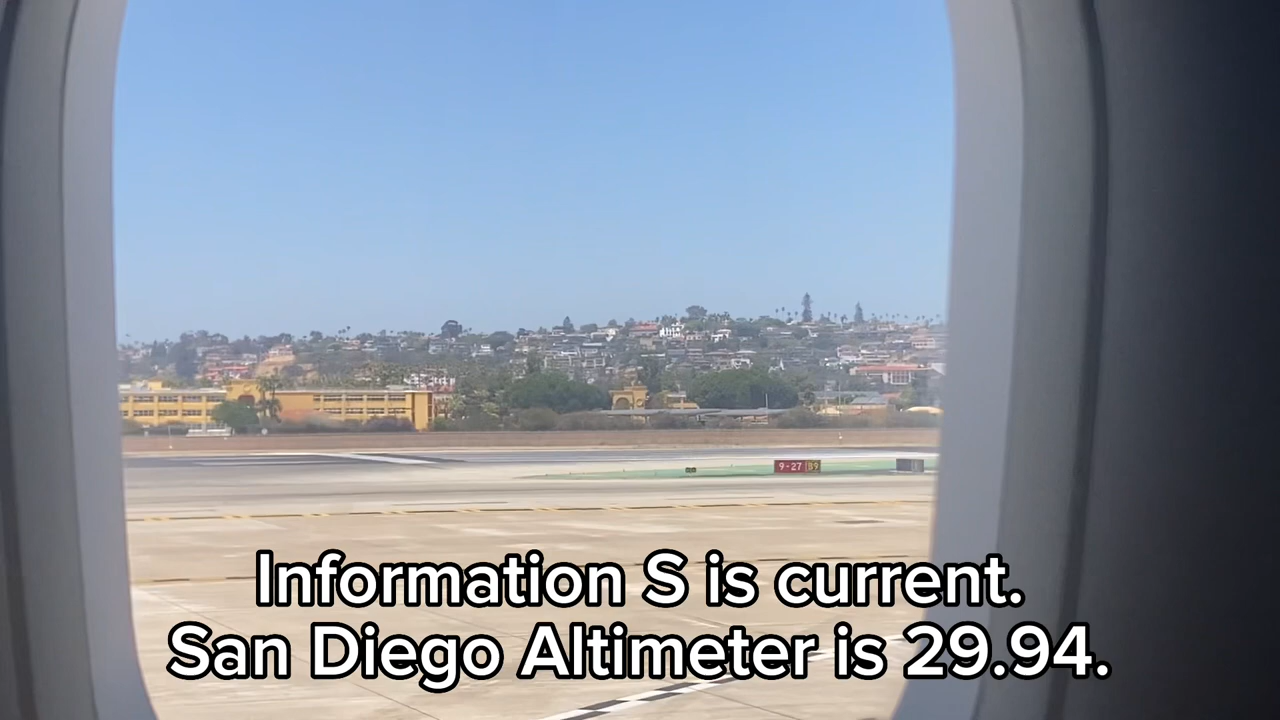 9-27 B9
Information S is current.
San Diego Altimeter is 29.94.